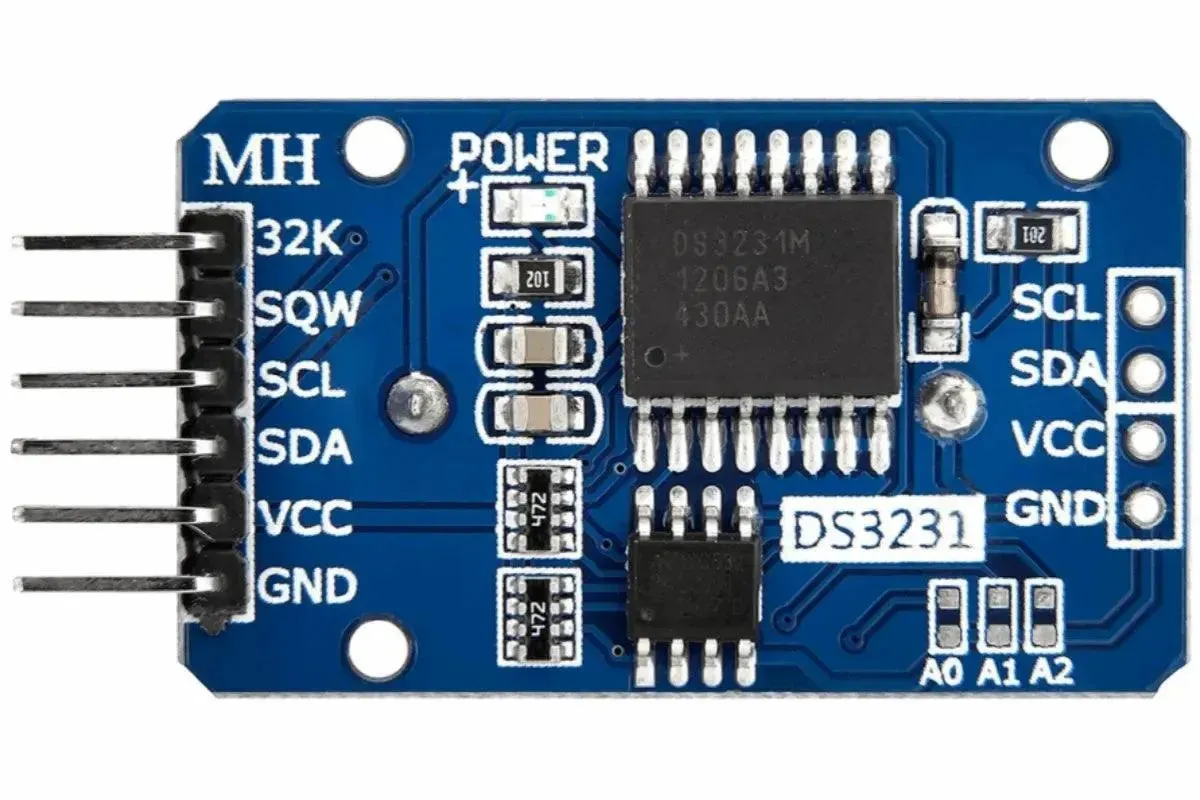 MH
POWER
+
32K
SQW
SCL
SDA
VCC
GND
102
472
472
DS3231M
1206A3
430AA
+
201
SCL
SDA
VCC
GND
DS3231
A0 A1 A2